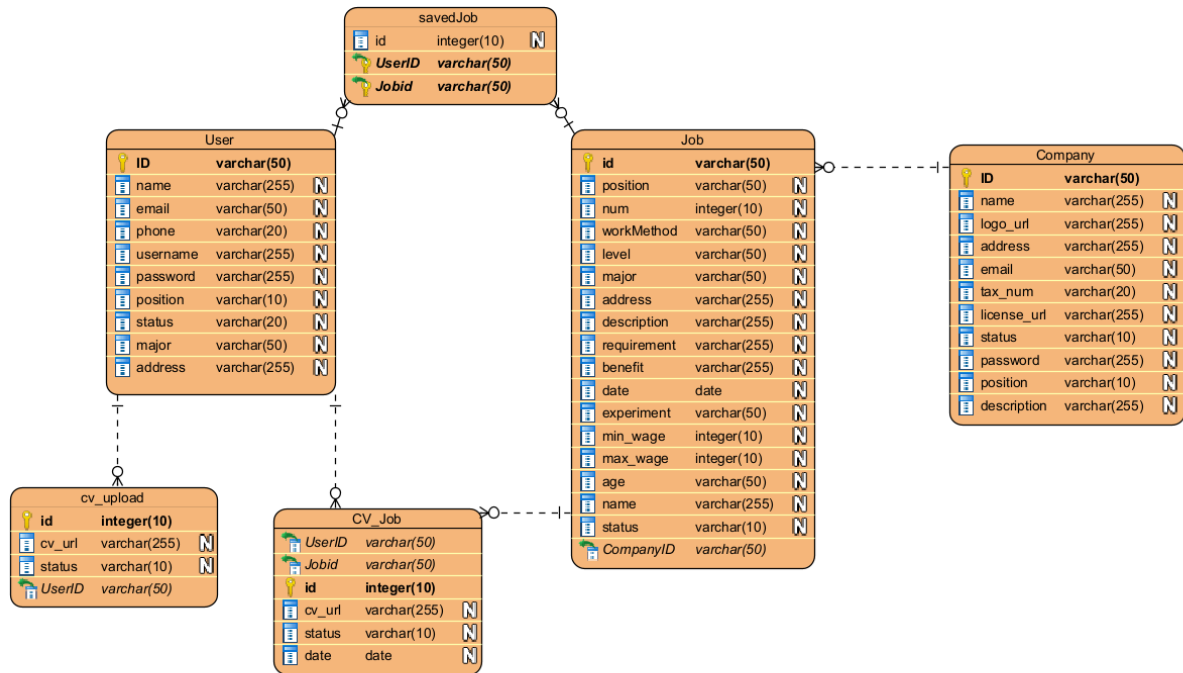 savedJob
id integer(10) N
UserID varchar(50)
Jobid varchar(50)
User
ID varchar(50)
name varchar(255) N
email varchar(50) N
phone varchar(20) N
username varchar(255) N
password varchar(255) N
position varchar(10) N
status varchar(20) N
major varchar(50) N
address varchar(255) N
Job
id varchar(50)
position varchar(50) N
num integer(10) N
workMethod varchar(50) N
level varchar(50) N
major varchar(50) N
address varchar(255) N
description varchar(255) N
requirement varchar(255) N
benefit varchar(255) N
date date N
experiment varchar(50) N
min_wage integer(10) N
max_wage integer(10) N
age varchar(50) N
name varchar(255) N
status varchar(10) N
CompanyID varchar(50)
Company
ID varchar(50)
name varchar(255) N
logo_url varchar(255) N
address varchar(255) N
email varchar(50) N
tax_num varchar(20) N
license_url varchar(255) N
status varchar(10) N
password varchar(255) N
position varchar(10) N
description varchar(255) N
cv_upload
id integer(10)
cv_url varchar(255) N
status varchar(10) N
UserID varchar(50)
CV_Job
UserID varchar(50)
Jobid varchar(50)
id integer(10)
cv_url varchar(255) N
status varchar(10) N
date date N